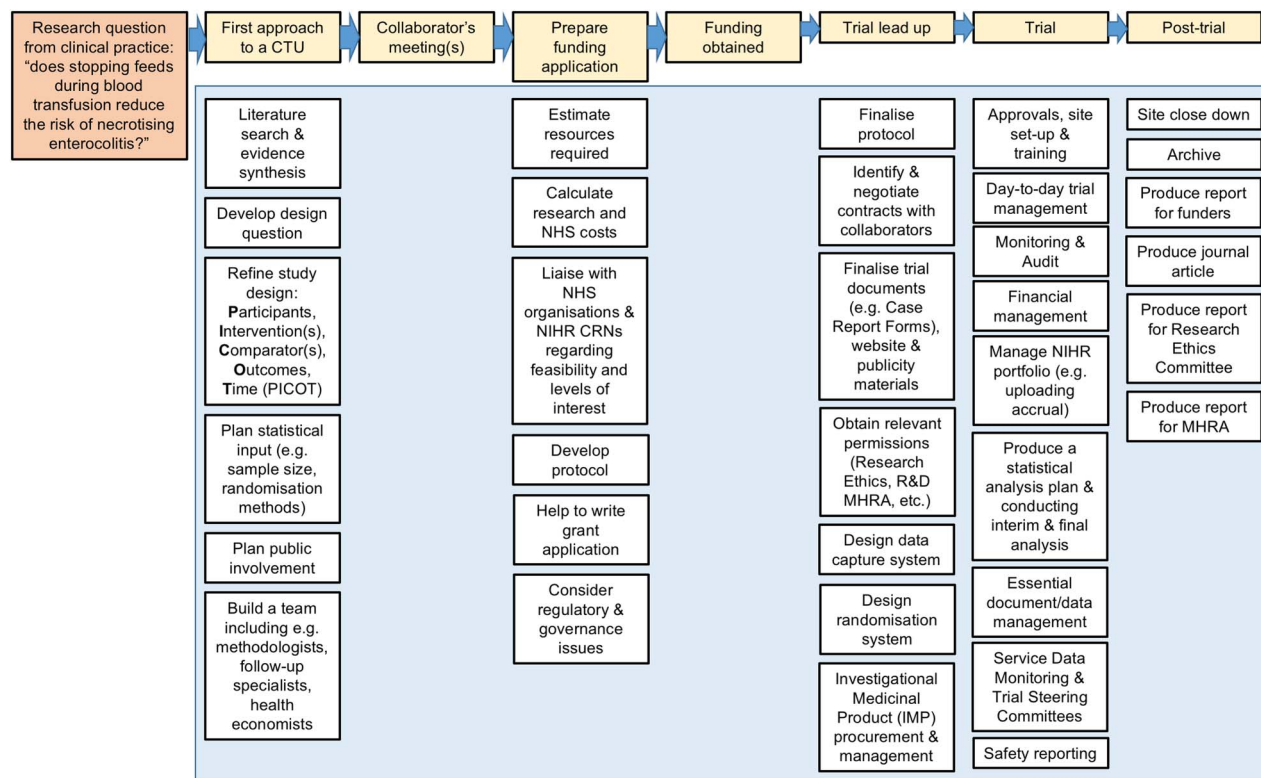 Research question
from clinical practice:
“does stopping feeds
during blood
transfusion reduce
the risk of necrotising
enterocolitis?”
First approach
to a CTU
Collaborator’s
meeting(s)
Prepare
funding
application
Funding
obtained
Trial lead up
Trial
Post-trial
Literature
search &
evidence
synthesis
Develop design
question
Refine study
design:
Participants,
Intervention(s),
Comparator(s),
Outcomes,
Time (PICOT)
Plan statistical
input (e.g.
sample size,
randomisation
methods)
Plan public
involvement
Build a team
including e.g.
methodologists,
follow-up
specialists,
health
economists
Estimate
resources
required
Calculate
research and
NHS costs
Liaise with
NHS
organisations &
NIHR CRNs
regarding
feasibility and
levels of
interest
Develop
protocol
Help to write
grant
application
Consider
regulatory &
governance
issues
Finalise
protocol
Identify &
negotiate
contracts with
collaborators
Finalise trial
documents
(e.g. Case
Report Forms),
website &
publicity
materials
Obtain relevant
permissions
(Research
Ethics, R&D
MHRA, etc.)
Design data
capture system
Design
randomisation
system
Investigational
Medicinal
Product (IMP)
procurement &
management
Approvals, site
set-up &
training
Day-to-day trial
management
Monitoring &
Audit
Financial
management
Manage NIHR
portfolio (e.g.
uploading
accrual)
Produce a
statistical
analysis plan &
conducting
interim & final
analysis
Essential
document/data
management
Service Data
Monitoring &
Trial Steering
Committees
Safety reporting
Site close down
Archive
Produce report
for funders
Produce journal
article
Produce report
for Research
Ethics
Committee
Produce report
for MHRA